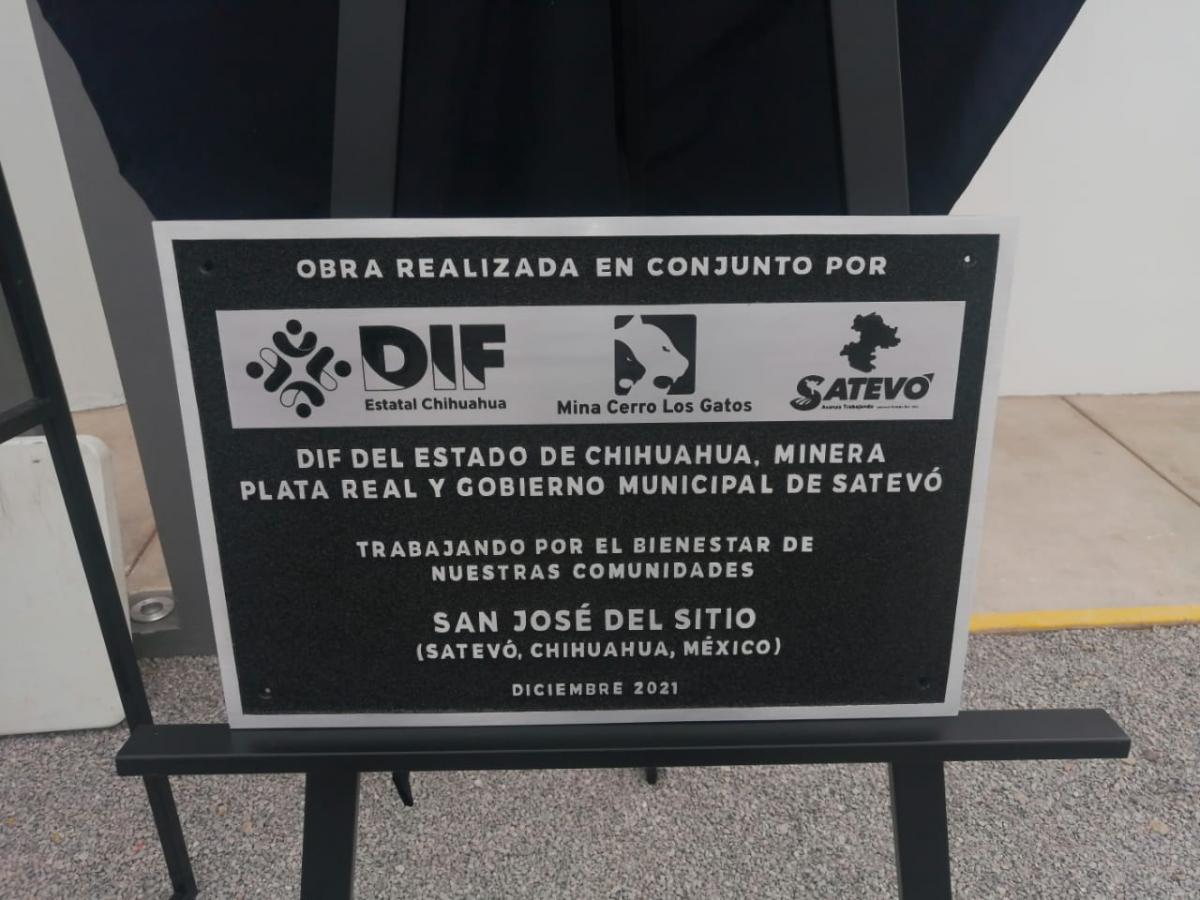 OBRA REALIZADA EN CONJUNTO POR
DIF
Estatal Chihuahua
Mina Cerro Los Gatos
SATEVÓ
Avanza Trabajando
DIF DEL ESTADO DE CHIHUAHUA, MINERA
PLATA REAL Y GOBIERNO MUNICIPAL DE SATEVÓ
TRABAJANDO POR EL BIENESTAR DE
NUESTRAS COMUNIDADES
SAN JOSÉ DEL SITIO
(SATEVÓ, CHIHUAHUA, MÉXICO)
DICIEMBRE 2021